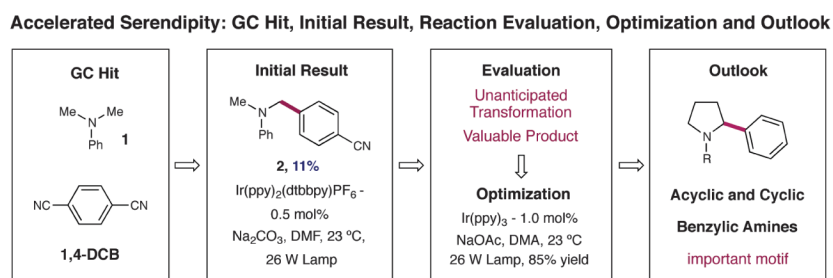 Accelerated Serendipity: GC Hit, Initial Result, Reaction Evaluation, Optimization and Outlook
GC Hit
Me
Me
N
Ph
1
NC
CN
1,4-DCB
Initial Result
Me
N
Ph
CN
2, 11%
Ir(ppy)2(dtbbpy)PF6 -
0.5 mol%
Na2CO3, DMF, 23 ºC,
26 W Lamp
Evaluation
Unanticipated
Transformation
Valuable Product
Optimization
Ir(ppy)3 - 1.0 mol%
NaOAc, DMA, 23 ºC
26 W Lamp, 85% yield
Outlook
N
R
Acyclic and Cyclic
Benzylic Amines
important motif